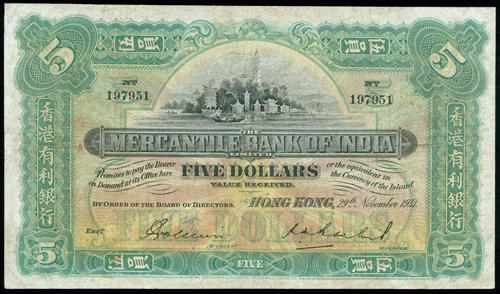 5 員 伍 5
Nº Nº
197951 197951
THE
MERCANTILE BANK OF INDIA
LIMITED,
Promises to pay the Bearer or the equivalent in
on Demand at its Office here FIVE DOLLARS the Currency of the Island
VALUE RECEIVED.
BY ORDER OF THE BOARD OF DIRECTORS. HONG KONG, 29th November 1941.
香港有利銀行 香港有利銀行
Entd
MANAGER.
5 伍員 FIVE 員伍 5